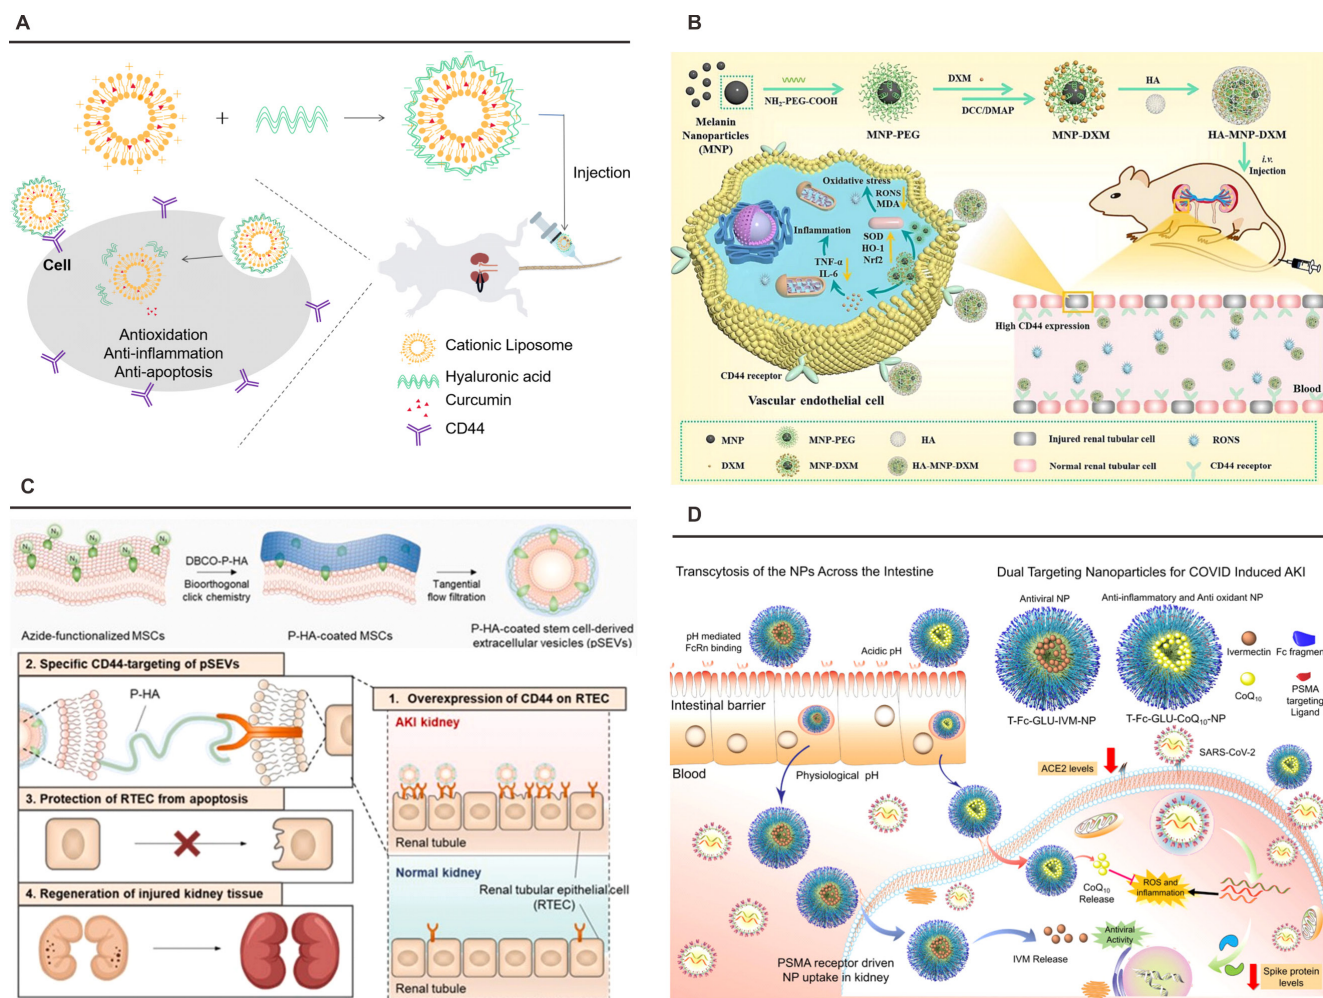 A
Injection
Cell
Antioxidation
Anti-inflammation
Anti-apoptosis
Cationic Liposome
Hyaluronic acid
Curcumin
CD44
B
Melanin
Nanoparticles
(MNP)
NH₂-PEG-COOH
MNP-PEG
DXM
DCC/DMAP
MNP-DXM
HA
HA-MNP-DXM
i.v.
Injection
Oxidative stress
RONS
MDA
Inflammation
SOD
HO-1
Nrf2
TNF-α
IL-6
CD44 receptor
Vascular endothelial cell
High CD44 expression
Blood
MNP
MNP-PEG
HA
Injured renal tubular cell
RONS
DXM
MNP-DXM
HA-MNP-DXM
Normal renal tubular cell
CD44 receptor
C
N₃
N₃
N₃
N₃
N₃
DBCO-P-HA
Bioorthogonal
click chemistry
Tangential
flow filtration
Azide-functionalized MSCs
P-HA-coated MSCs
P-HA-coated stem cell-derived
extracellular vesicles (pSEVs)
2. Specific CD44-targeting of pSEVs
P-HA
1. Overexpression of CD44 on RTEC
AKI kidney
Renal tubule
3. Protection of RTEC from apoptosis
Normal kidney
Renal tubular epithelial cell
(RTEC)
Renal tubule
4. Regeneration of injured kidney tissue
D
Transcytosis of the NPs Across the Intestine
Dual Targeting Nanoparticles for COVID Induced AKI
pH mediated
FcRn binding
Acidic pH
Intestinal barrier
Blood
Physiological pH
Antiviral NP
Anti-inflammatory and Anti oxidant NP
Ivermectin
Fc fragment
CoQ₁₀
PSMA
targeting
Ligand
T-Fc-GLU-IVM-NP
T-Fc-GLU-CoQ₁₀-NP
SARS-CoV-2
ACE2 levels
CoQ₁₀
Release
ROS and
inflammation
IVM Release
Antiviral
Activity
PSMA receptor driven
NP uptake in kidney
Spike protein
levels